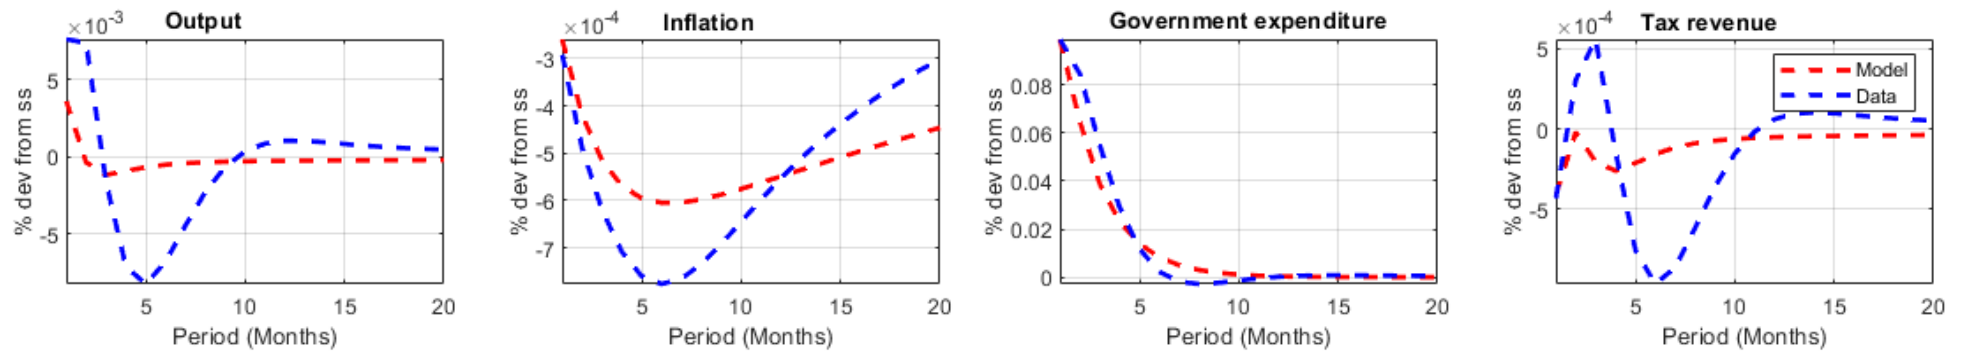 Output
×10⁻³
5
0
-5
5 10 15 20
% dev from ss
Period (Months)
Inflation
×10⁻⁴
-3
-4
-5
-6
-7
5 10 15 20
% dev from ss
Period (Months)
Government expenditure
0.08
0.06
0.04
0.02
0
5 10 15 20
% dev from ss
Period (Months)
Tax revenue
×10⁻⁴
5
0
-5
5 10 15 20
% dev from ss
Period (Months)
Model
Data